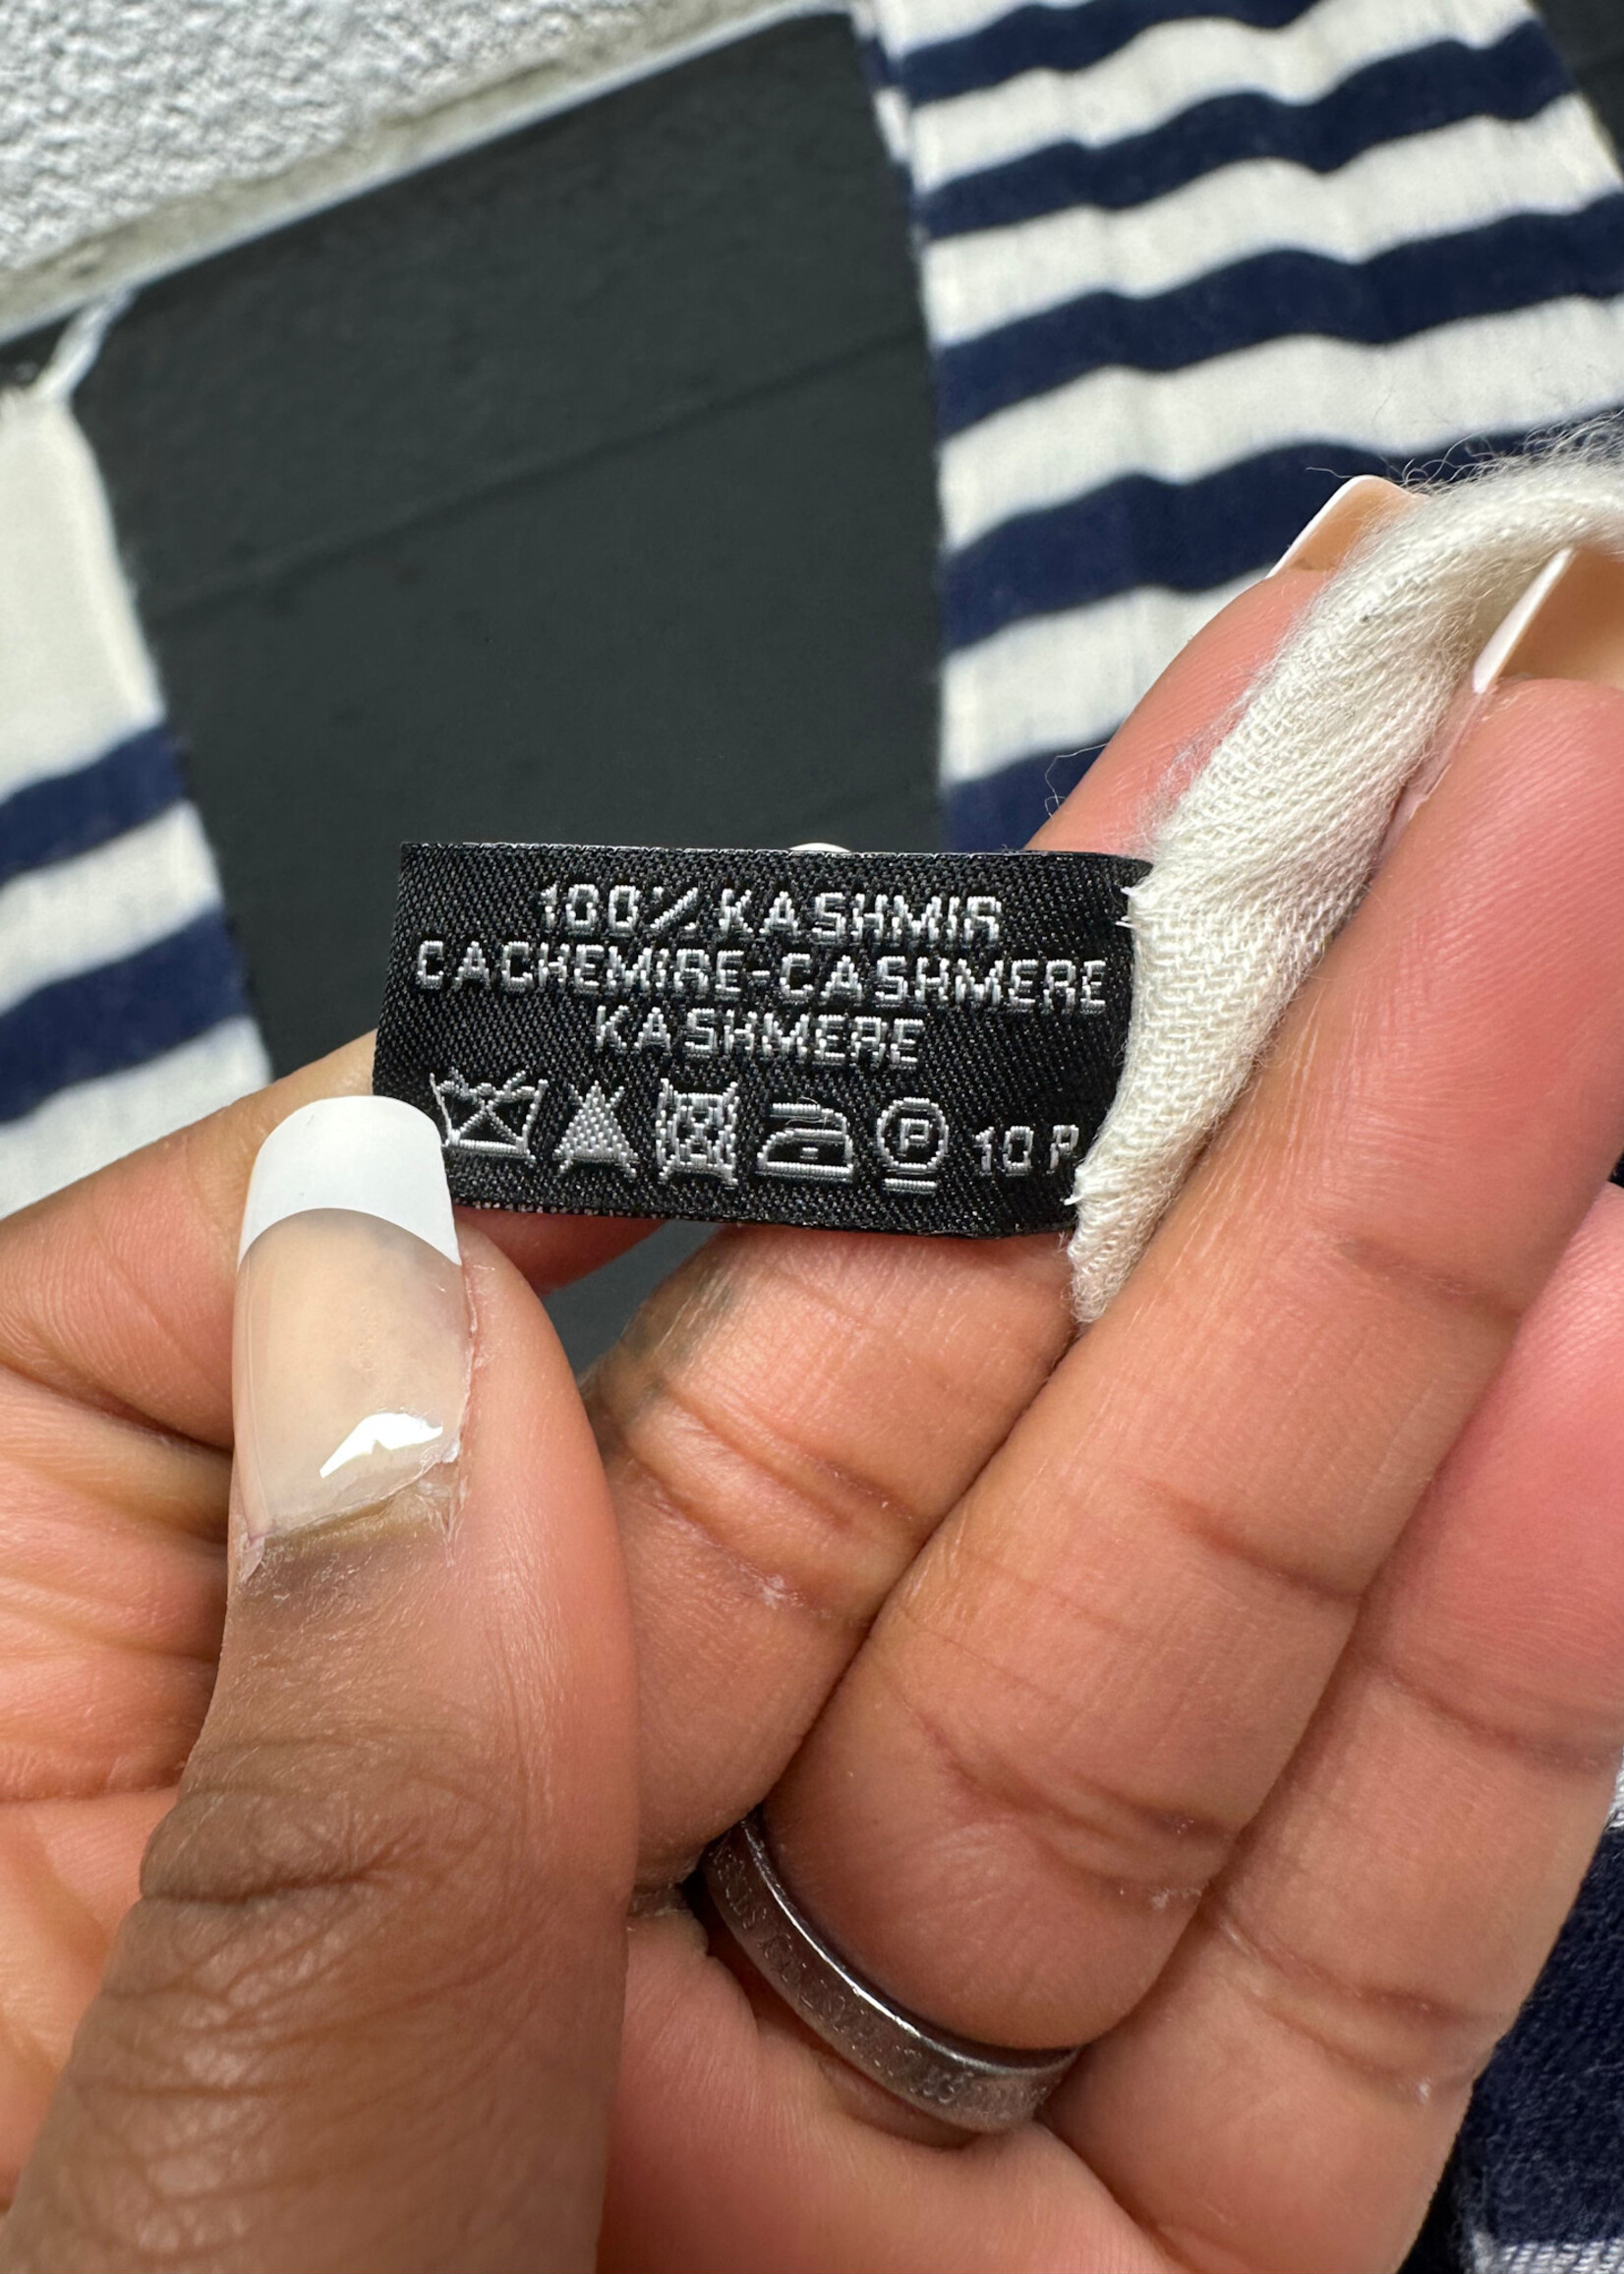 100% KASHMIR
CACHEMIRE-CASHMERE
KASHMERE
P 10 P